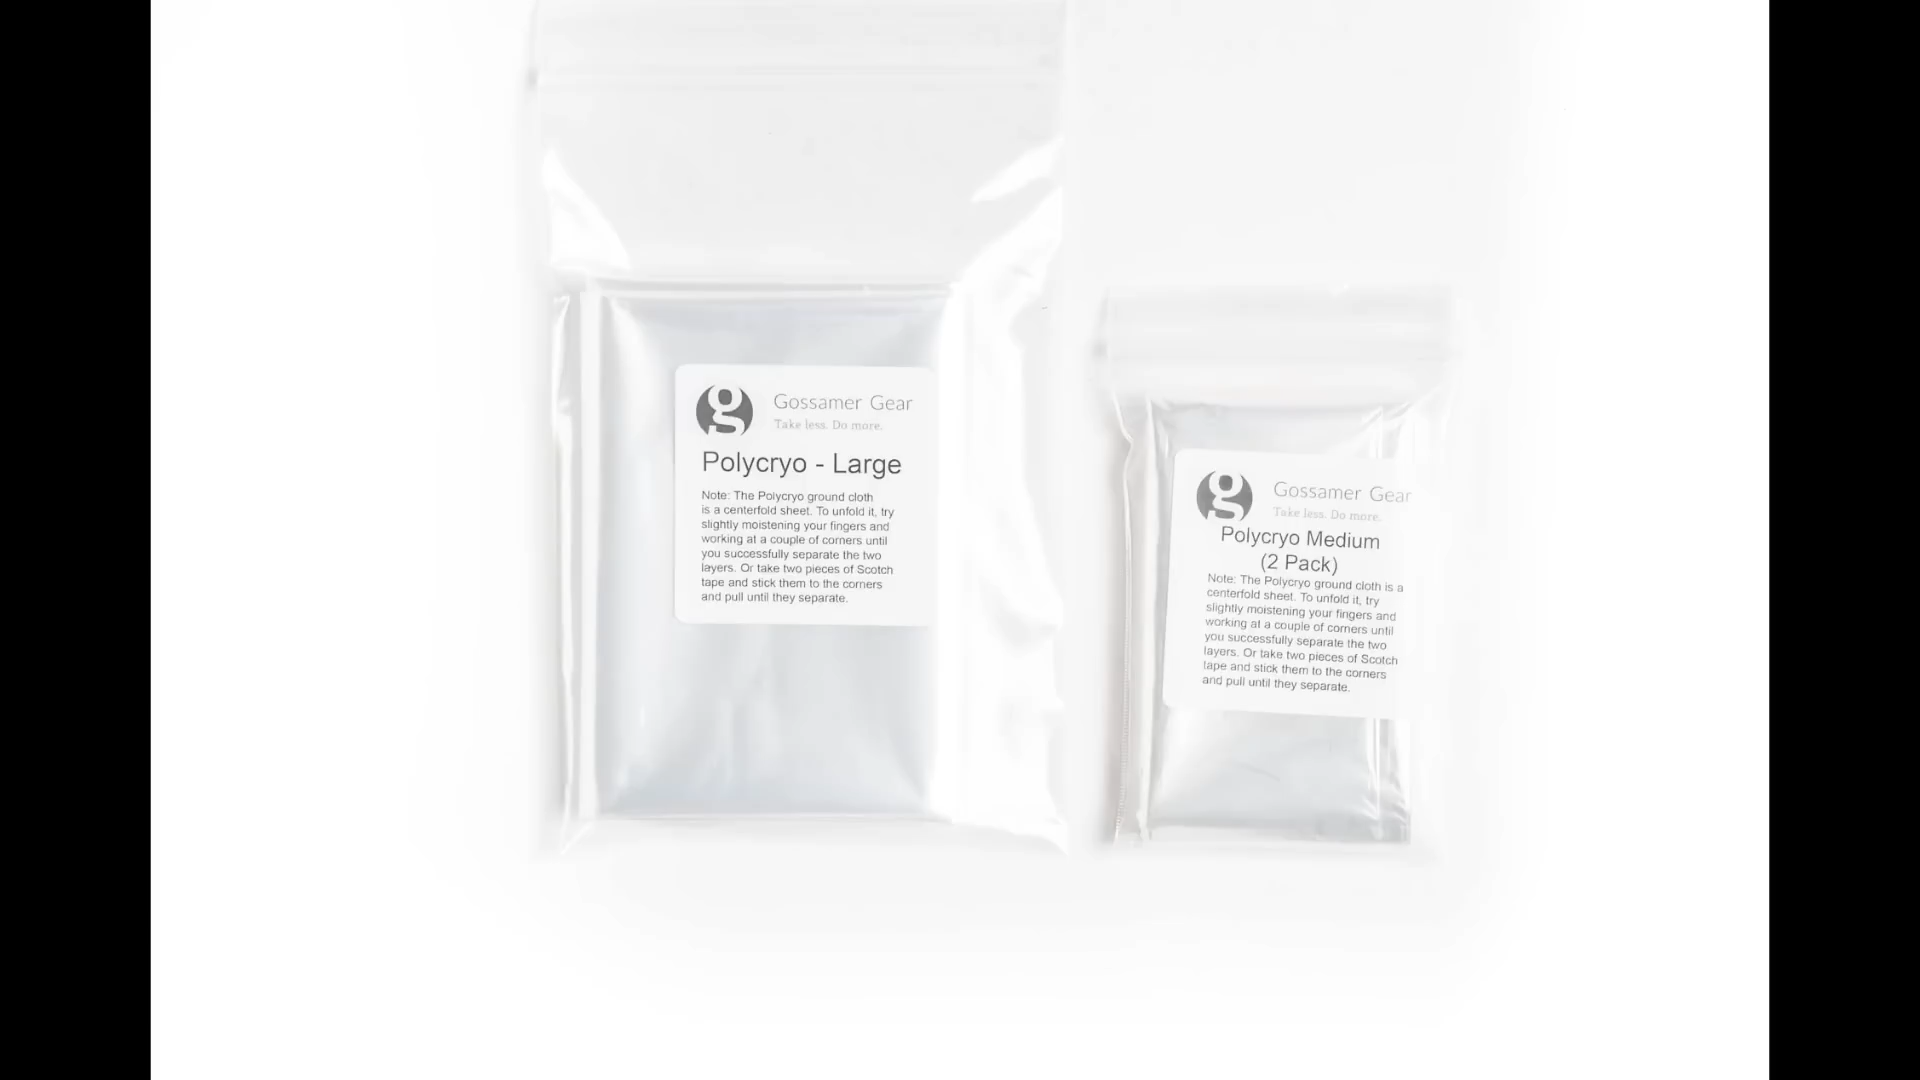 Gossamer Gear
Take less. Do more.
Polycryo - Large
Note: The Polycryo ground cloth
is a centerfold sheet. To unfold it, try
slightly moistening your fingers and
working at a couple of corners until
you successfully separate the two
layers. Or take two pieces of Scotch
tape and stick them to the corners
and pull until they separate.
Gossamer Gear
Take less. Do more.
Polycryo Medium
(2 Pack)
Note: The Polycryo ground cloth is a
centerfold sheet. To unfold it, try
slightly moistening your fingers and
working at a couple of corners until
you successfully separate the two
layers. Or take two pieces of Scotch
tape and stick them to the corners
and pull until they separate.